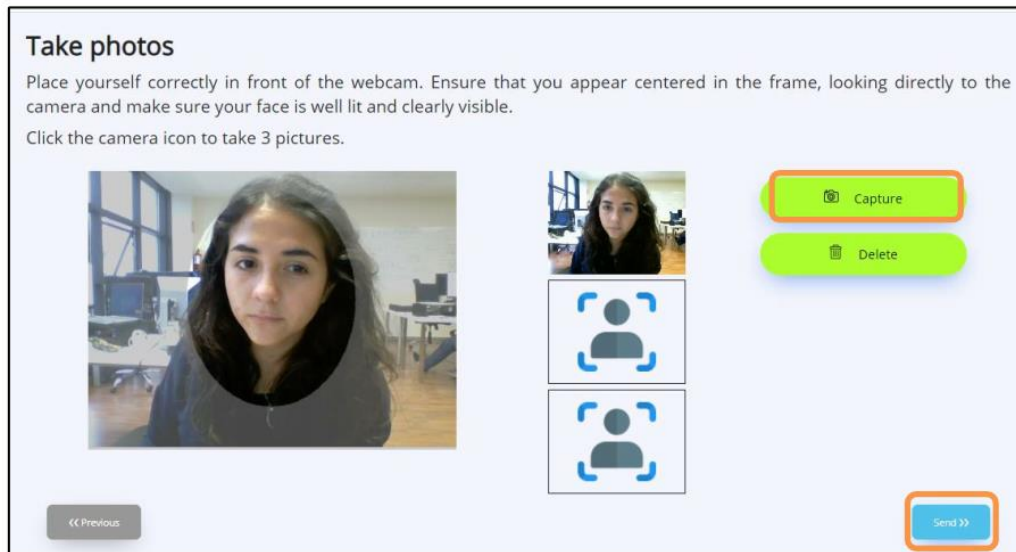 Take photos
Place yourself correctly in front of the webcam. Ensure that you appear centered in the frame, looking directly to the
camera and make sure your face is well lit and clearly visible.
Click the camera icon to take 3 pictures.
Capture
Delete
<< Previous
Send >>